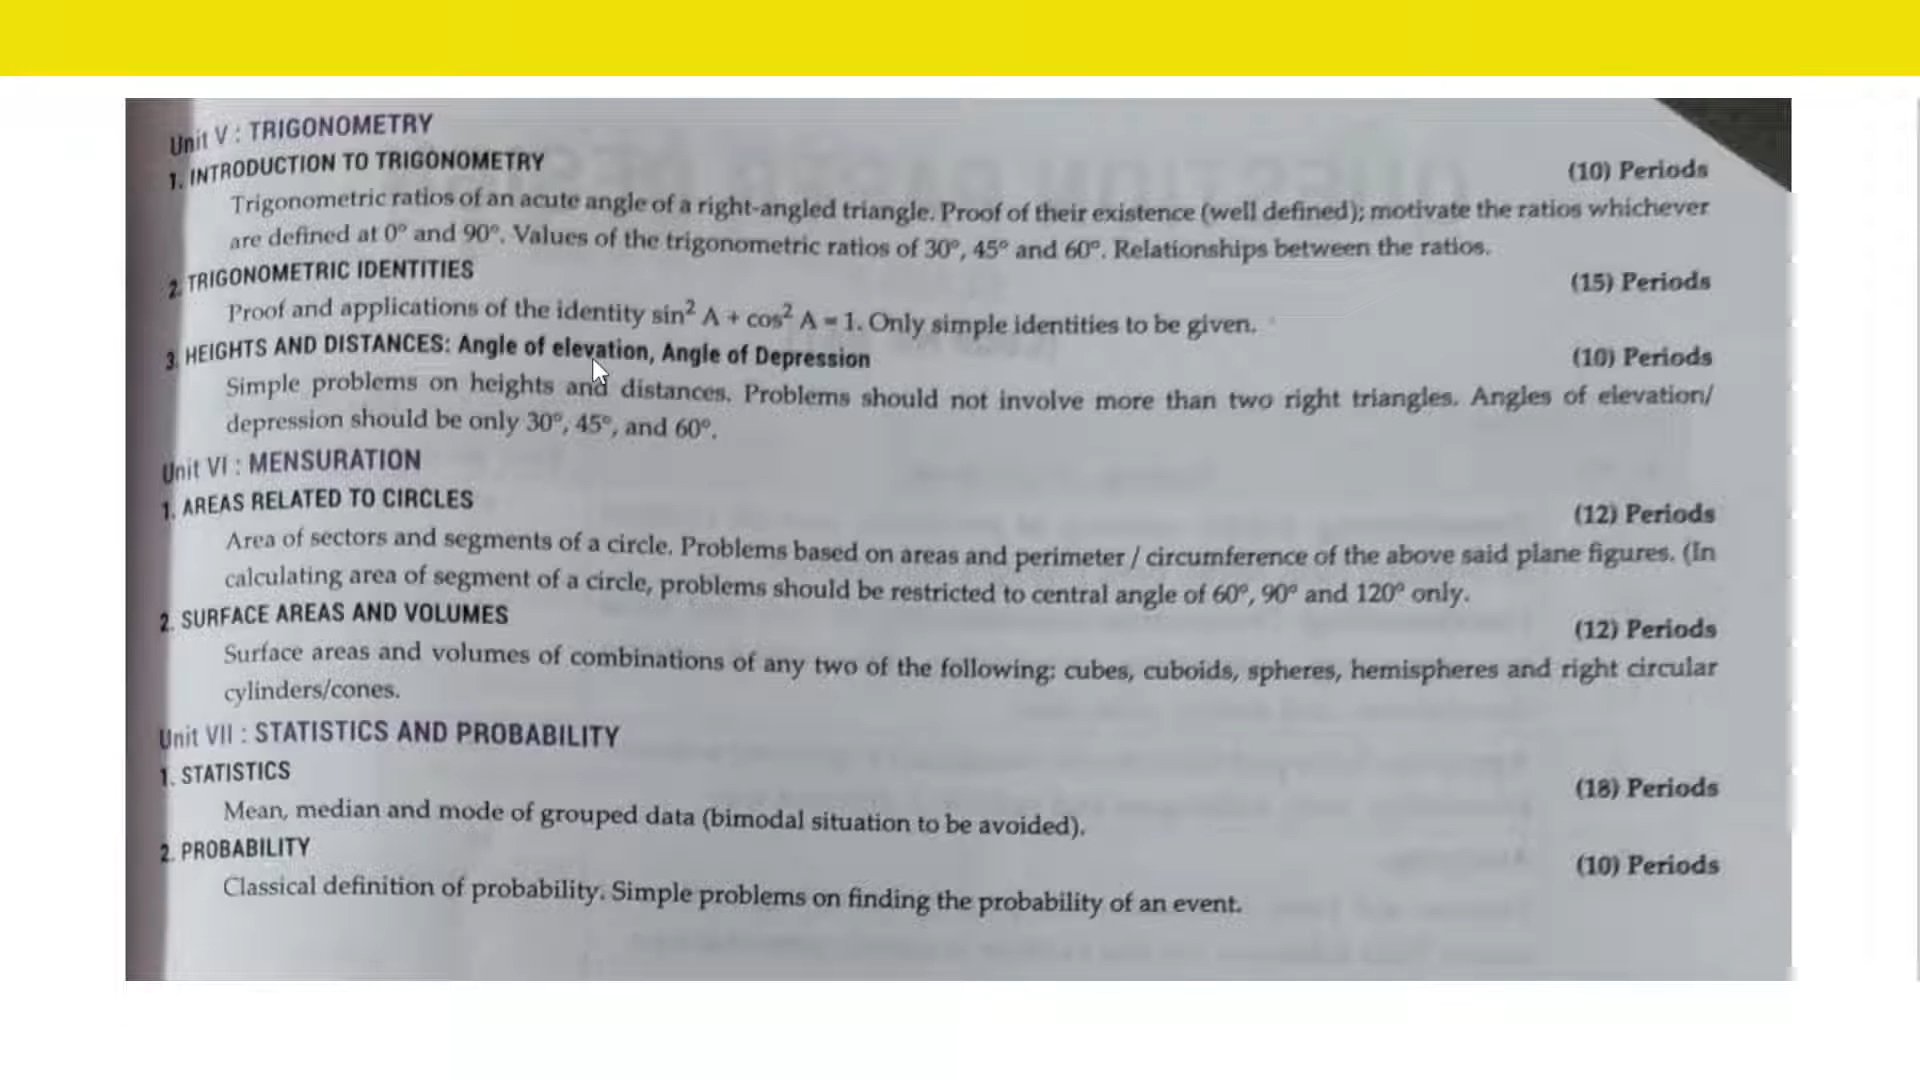 Unit V : TRIGONOMETRY
1. INTRODUCTION TO TRIGONOMETRY
(10) Periods
Trigonometric ratios of an acute angle of a right-angled triangle. Proof of their existence (well defined); motivate the ratios whichever
are defined at 0° and 90°. Values of the trigonometric ratios of 30°, 45° and 60°. Relationships between the ratios.
2. TRIGONOMETRIC IDENTITIES
(15) Periods
Proof and applications of the identity sin² A + cos² A = 1. Only simple identities to be given.
3. HEIGHTS AND DISTANCES: Angle of elevation, Angle of Depression
(10) Periods
Simple problems on heights and distances. Problems should not involve more than two right triangles. Angles of elevation/
depression should be only 30°, 45°, and 60°.
Unit VI : MENSURATION
1. AREAS RELATED TO CIRCLES
(12) Periods
Area of sectors and segments of a circle. Problems based on areas and perimeter / circumference of the above said plane figures. (In
calculating area of segment of a circle, problems should be restricted to central angle of 60°, 90° and 120° only.
2. SURFACE AREAS AND VOLUMES
(12) Periods
Surface areas and volumes of combinations of any two of the following: cubes, cuboids, spheres, hemispheres and right circular
cylinders/cones.
Unit VII : STATISTICS AND PROBABILITY
1. STATISTICS
(18) Periods
Mean, median and mode of grouped data (bimodal situation to be avoided).
2. PROBABILITY
(10) Periods
Classical definition of probability. Simple problems on finding the probability of an event.